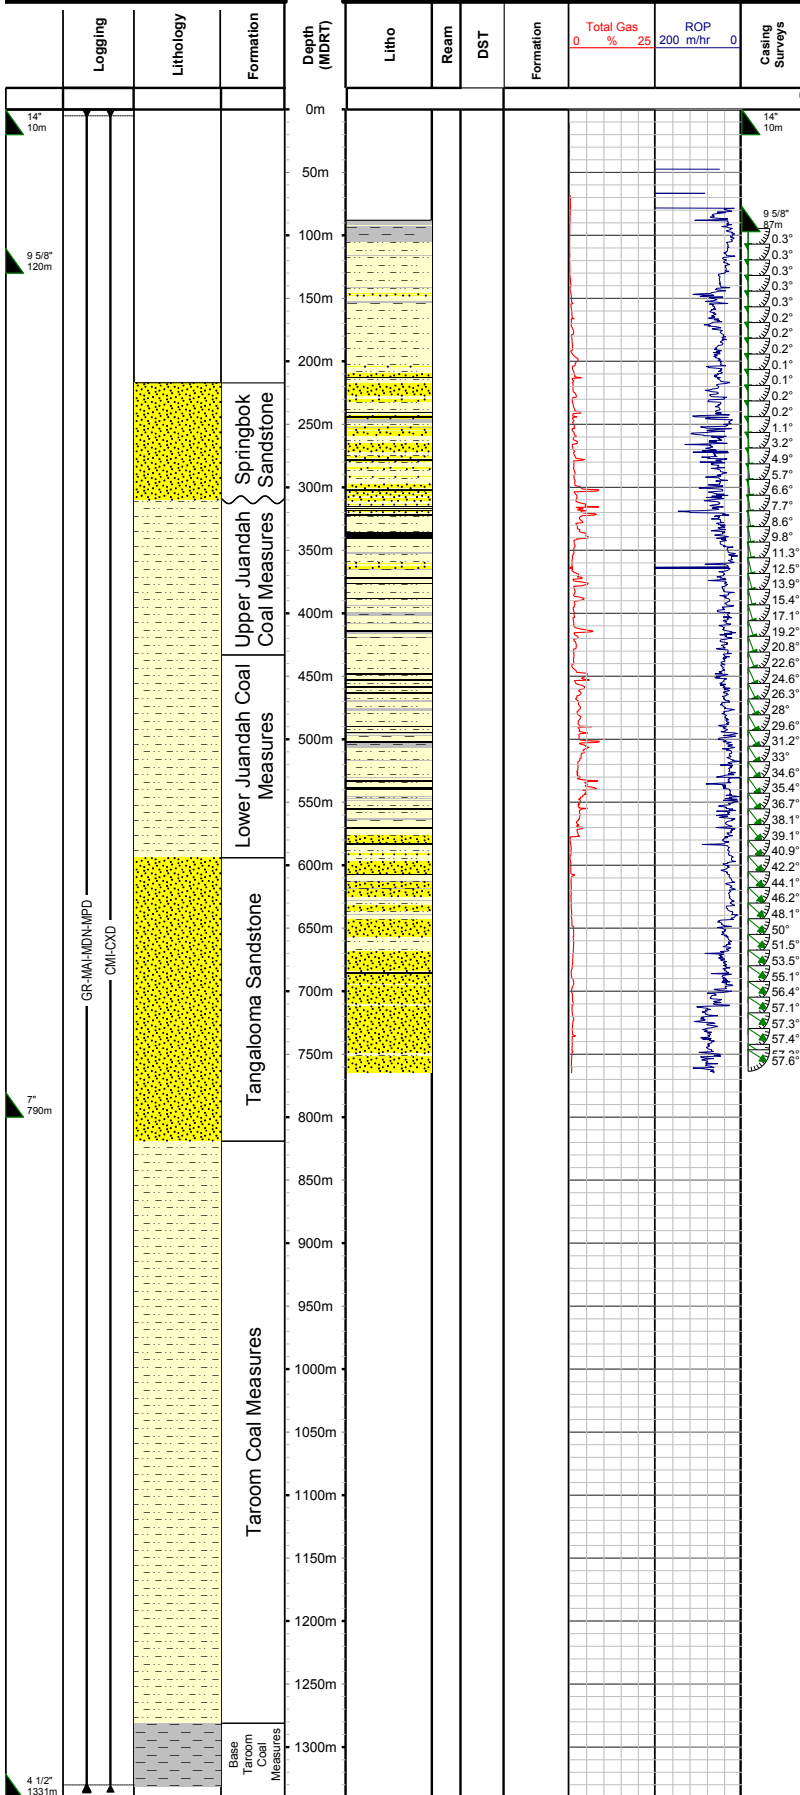 Logging
Lithology
Formation
Depth
(MDRT)
Litho
Ream
DST
Formation
Total Gas
0 % 25
ROP
200 m/hr 0
Casing
Surveys
14"
10m
9 5/8"
120m
7"
790m
4 1/2"
1331m
GR-MAI-MDN-MPD
CMI-CXD
Springbok
Sandstone
Upper Juandah
Coal Measures
Lower Juandah Coal
Measures
Tangalooma Sandstone
Taroom Coal Measures
Base
Taroom
Coal
Measures
0m
50m
100m
150m
200m
250m
300m
350m
400m
450m
500m
550m
600m
650m
700m
750m
800m
850m
900m
950m
1000m
1050m
1100m
1150m
1200m
1250m
1300m
14"
10m
9 5/8"
87m
0.3°
0.3°
0.3°
0.3°
0.3°
0.2°
0.2°
0.2°
0.1°
0.1°
0.2°
0.2°
1.1°
3.2°
4.9°
5.7°
6.6°
7.7°
8.6°
9.8°
11.3°
12.5°
13.9°
15.4°
17.1°
19.2°
20.8°
22.6°
24.6°
26.3°
28°
29.6°
31.2°
33°
34.6°
35.4°
36.7°
38.1°
39.1°
40.9°
42.2°
44.1°
46.2°
48.1°
50°
51.5°
53.5°
55.1°
56.4°
57.1°
57.3°
57.4°
57.6°